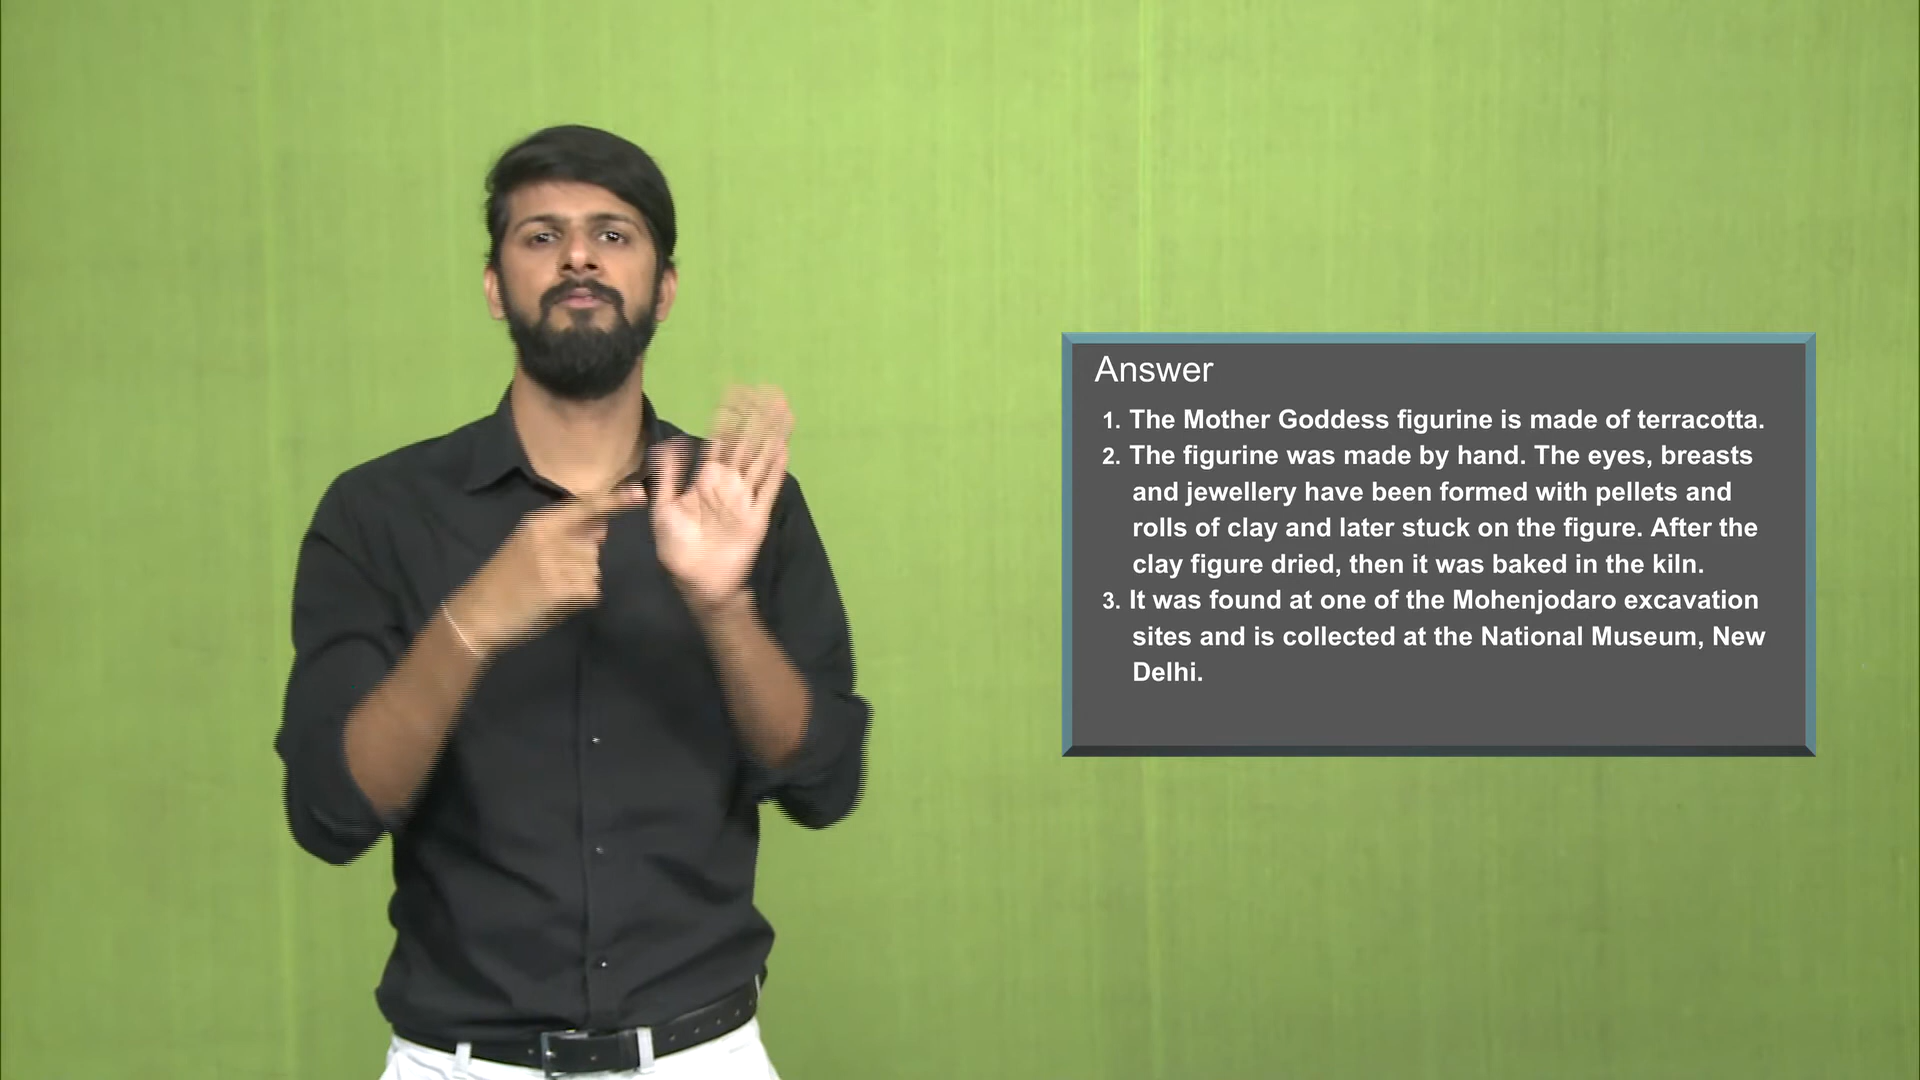 Answer
1. The Mother Goddess figurine is made of terracotta.
2. The figurine was made by hand. The eyes, breasts
and jewellery have been formed with pellets and
rolls of clay and later stuck on the figure. After the
clay figure dried, then it was baked in the kiln.
3. It was found at one of the Mohenjodaro excavation
sites and is collected at the National Museum, New
Delhi.